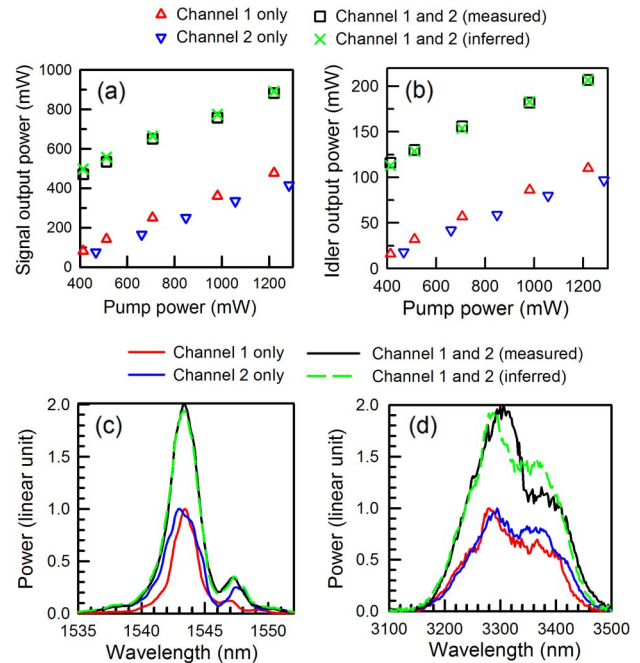 Channel 1 only Channel 1 and 2 (measured)
Channel 2 only Channel 1 and 2 (inferred)
(a)
Signal output power (mW)
1000
800
600
400
200
0
400 600 800 1000 1200
Pump power (mW)
(b)
Idler output power (mW)
200
150
100
50
0
400 600 800 1000 1200
Pump power (mW)
Channel 1 only Channel 1 and 2 (measured)
Channel 2 only Channel 1 and 2 (inferred)
(c)
Power (linear unit)
2.0
1.5
1.0
0.5
0.0
1535 1540 1545 1550
Wavelength (nm)
(d)
Power (linear unit)
2.0
1.5
1.0
0.5
0.0
3100 3200 3300 3400 3500
Wavelength (nm)